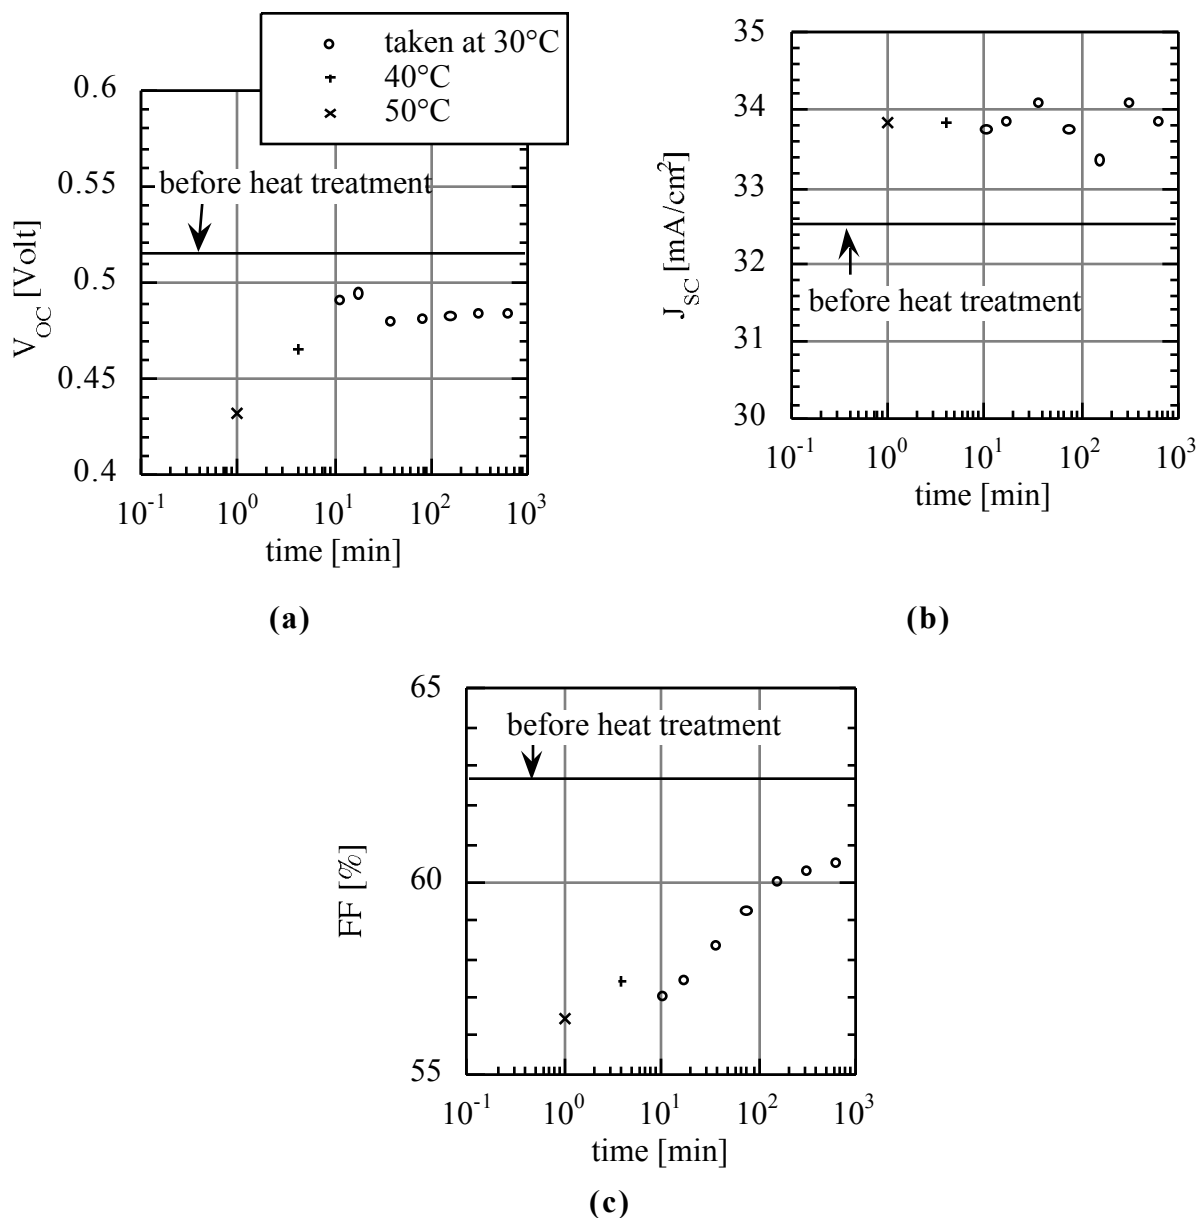 taken at 30°C
40°C
50°C
0.6
0.55
0.5
0.45
0.4
V_OC [Volt]
before heat treatment
10^-1 10^0 10^1 10^2 10^3
time [min]
(a)
35
34
33
32
31
30
J_SC [mA/cm^2]
before heat treatment
10^-1 10^0 10^1 10^2 10^3
time [min]
(b)
65
60
55
FF [%]
before heat treatment
10^-1 10^0 10^1 10^2 10^3
time [min]
(c)